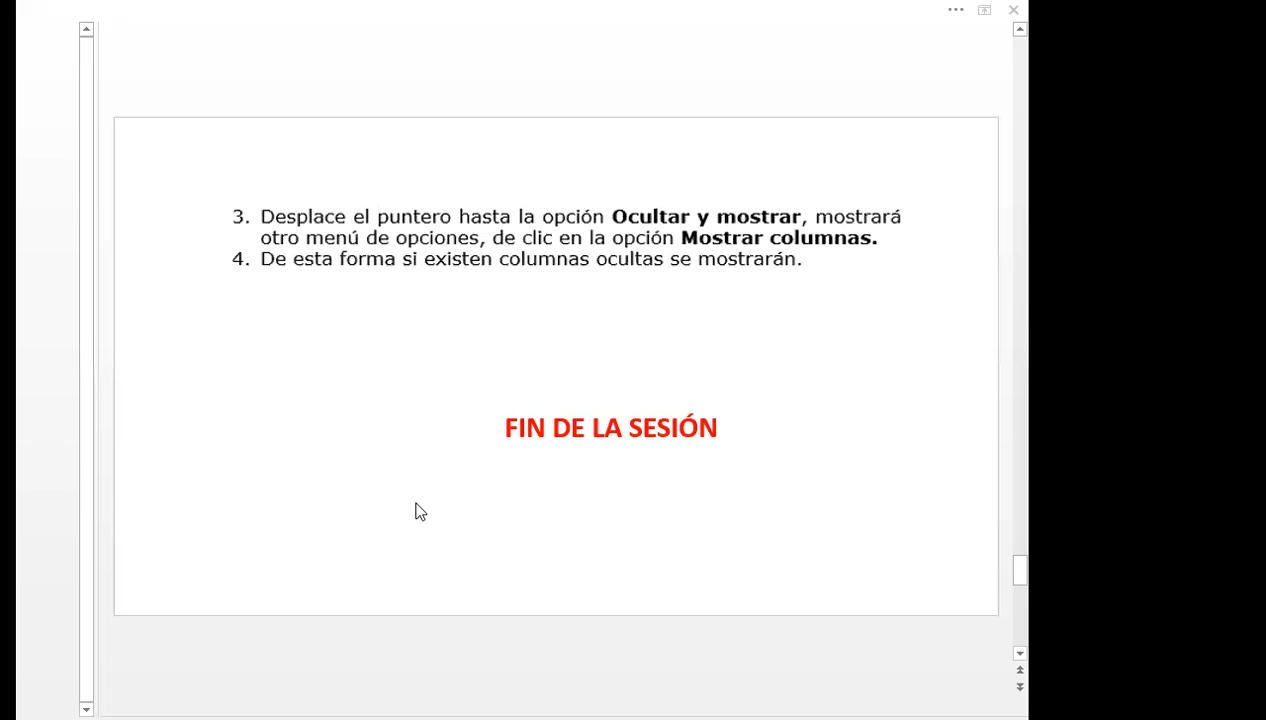 3. Desplace el puntero hasta la opción Ocultar y mostrar, mostrará
otro menú de opciones, de clic en la opción Mostrar columnas.
4. De esta forma si existen columnas ocultas se mostrarán.
FIN DE LA SESIÓN